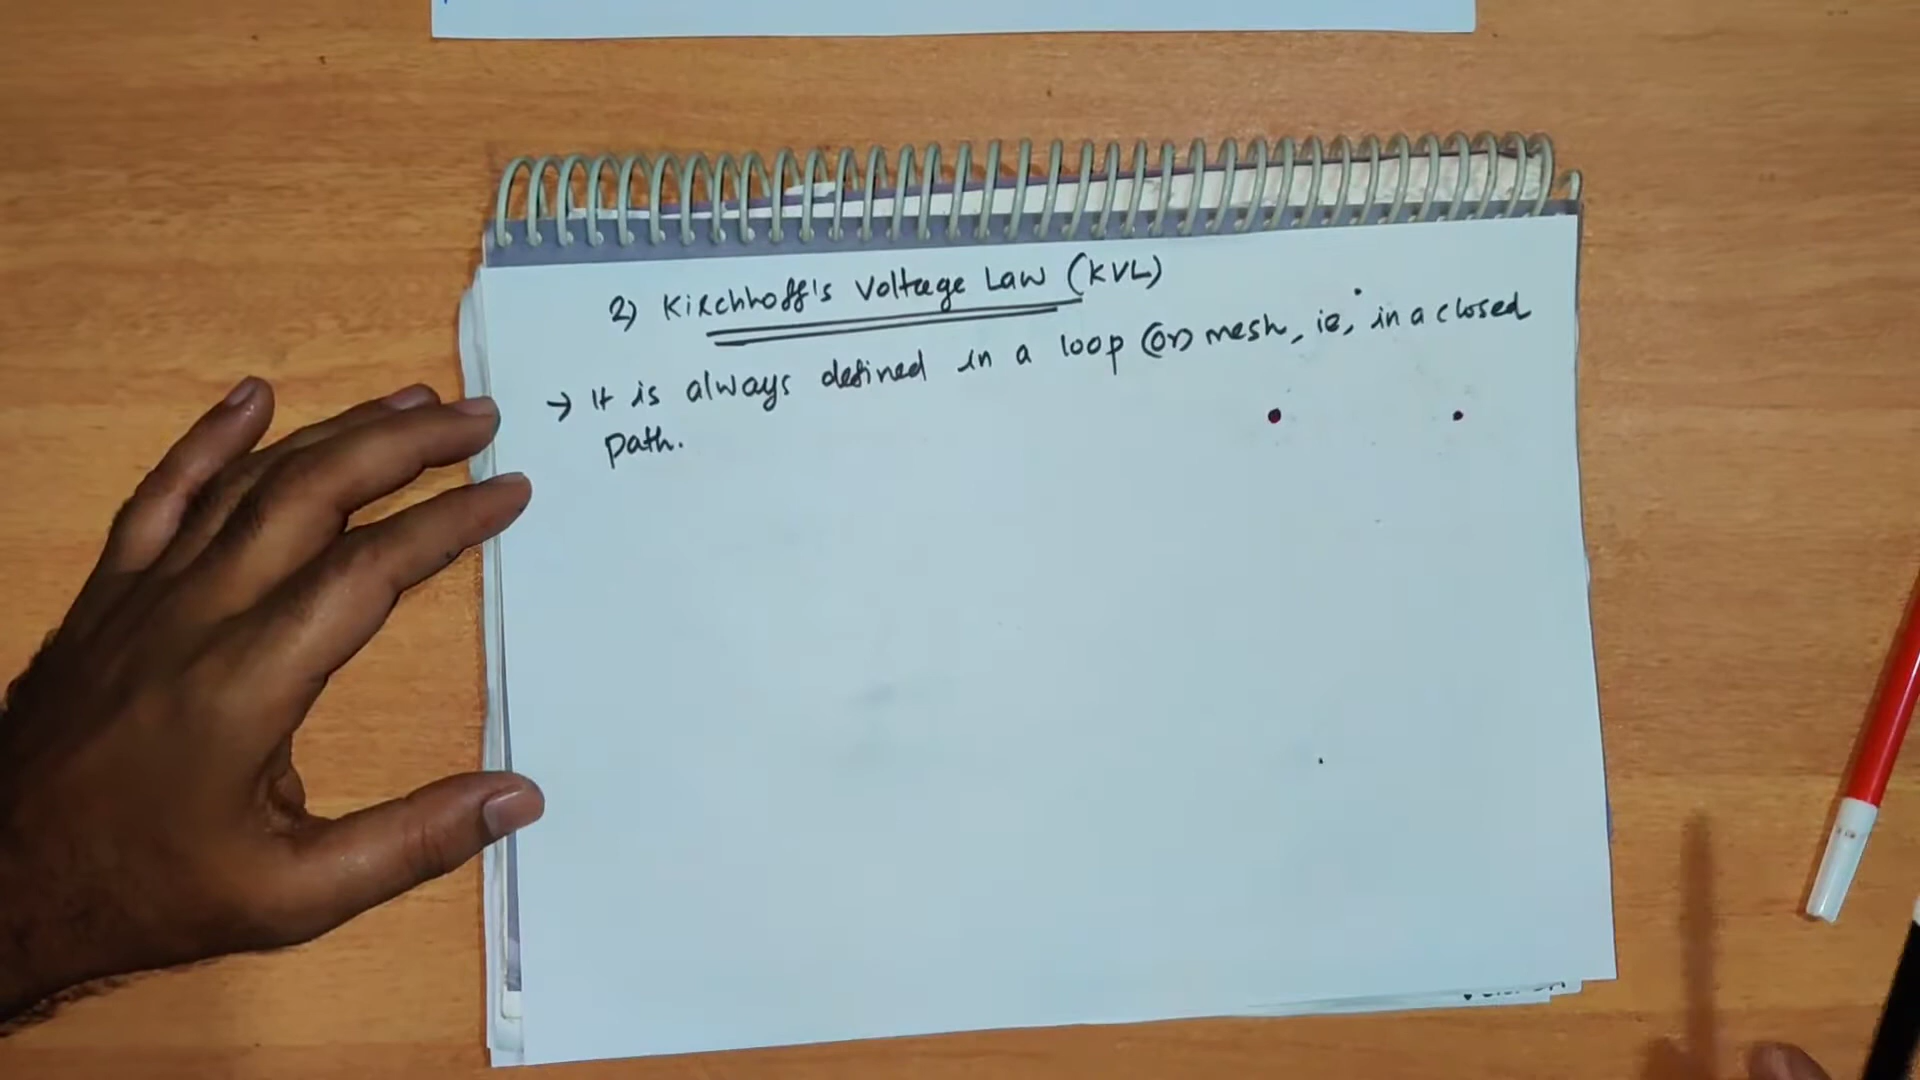 2) Kirchhoff's Voltage Law (KVL)
→ It is always defined in a loop (or) mesh, ie, in a closed
path.